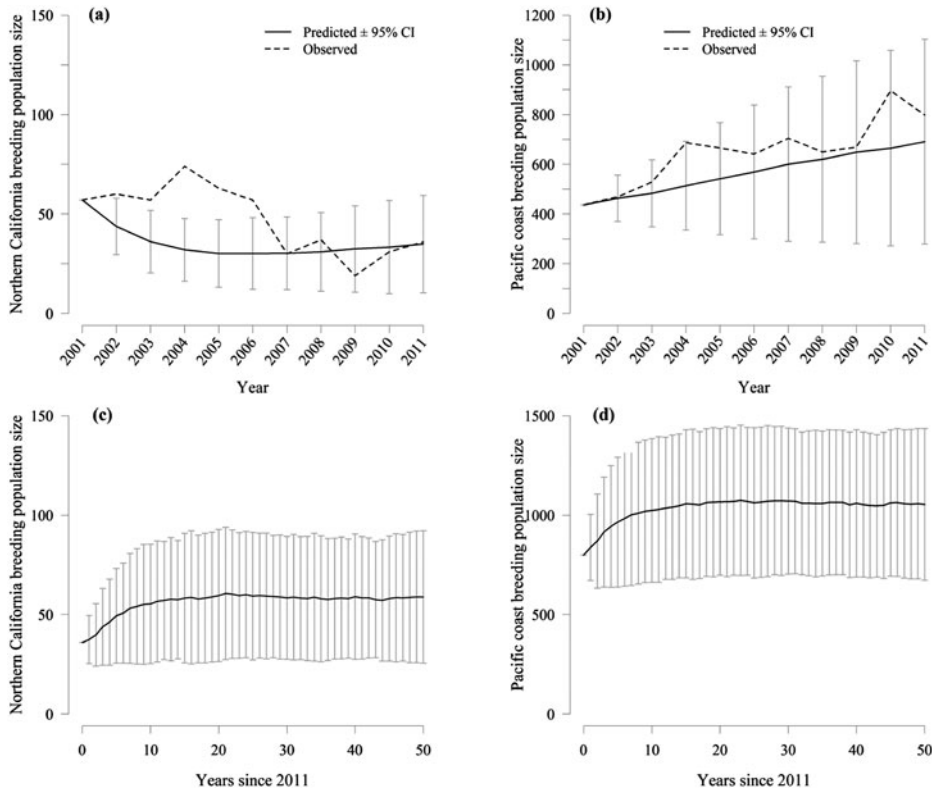 (a)
Predicted ± 95% CI
Observed
Northern California breeding population size
150
100
50
0
2001 2002 2003 2004 2005 2006 2007 2008 2009 2010 2011
Year
(b)
Predicted ± 95% CI
Observed
Pacific coast breeding population size
1200
1000
800
600
400
200
0
2001 2002 2003 2004 2005 2006 2007 2008 2009 2010 2011
Year
(c)
Northern California breeding population size
150
100
50
0
0 10 20 30 40 50
Years since 2011
(d)
Pacific coast breeding population size
1500
1000
500
0
0 10 20 30 40 50
Years since 2011